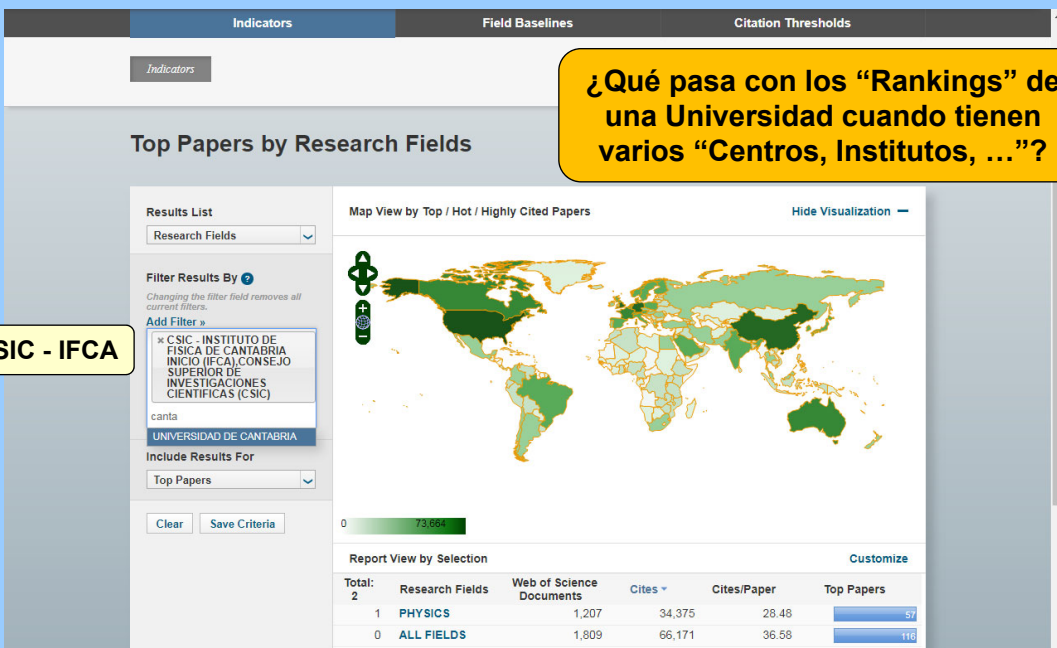 Indicators
Field Baselines
Citation Thresholds
Indicators
¿Qué pasa con los “Rankings” de
una Universidad cuando tienen
varios “Centros, Institutos, …”?
Top Papers by Research Fields
Results List
Research Fields
Filter Results By ?
Changing the filter field removes all
current filters.
Add Filter »
SIC - IFCA
× CSIC - INSTITUTO DE
FISICA DE CANTABRIA
INICIO (IFCA),CONSEJO
SUPERIOR DE
INVESTIGACIONES
CIENTIFICAS (CSIC)
canta
UNIVERSIDAD DE CANTABRIA
Include Results For
Top Papers
Clear
Save Criteria
Map View by Top / Hot / Highly Cited Papers
Hide Visualization −
0
73,664
Report View by Selection
Customize
Total:
2
Research Fields
Web of Science
Documents
Cites
Cites/Paper
Top Papers
1 PHYSICS 1,207 34,375 28.48 57
0 ALL FIELDS 1,809 66,171 36.58 116